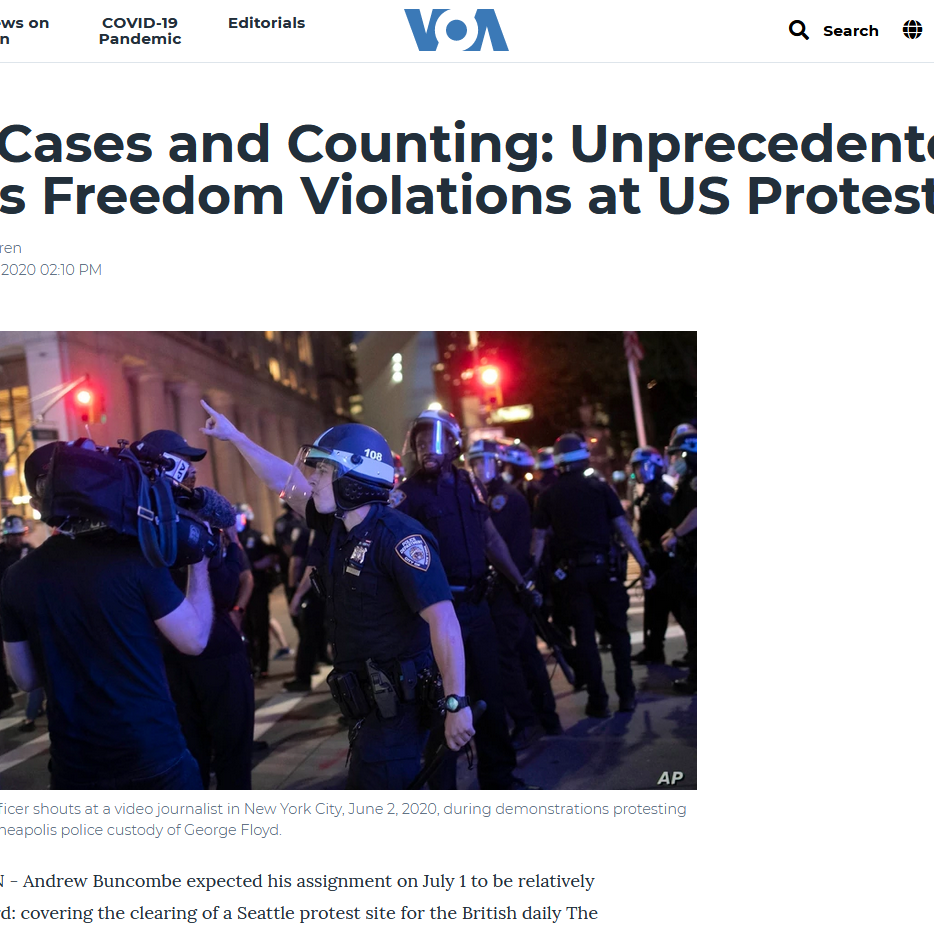 ws on
n
COVID-19
Pandemic
Editorials
VOA
Search
Cases and Counting: Unprecedente
s Freedom Violations at US Protest
ren
2020 02:10 PM
108
AP
ficer shouts at a video journalist in New York City, June 2, 2020, during demonstrations protesting
neapolis police custody of George Floyd.
N - Andrew Buncombe expected his assignment on July 1 to be relatively
rd: covering the clearing of a Seattle protest site for the British daily The